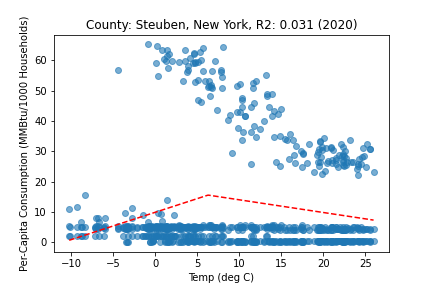 County: Steuben, New York, R2: 0.031 (2020)
Per-Capita Consumption (MMBtu/1000 Households)
60
50
40
30
20
10
0
−10 −5 0 5 10 15 20 25
Temp (deg C)